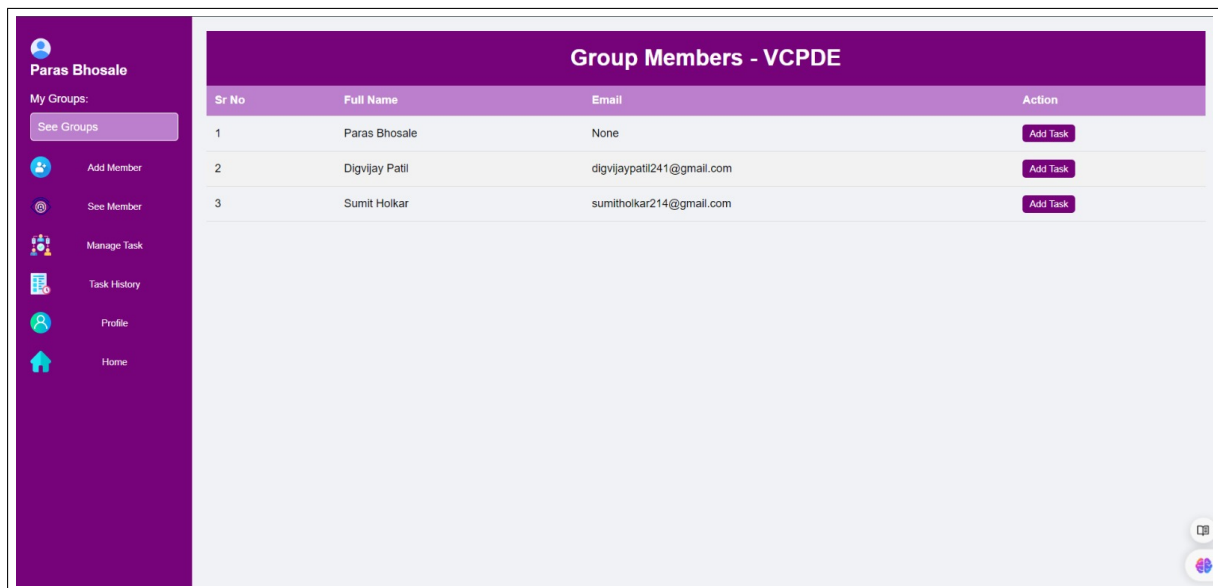 Paras Bhosale
My Groups:
See Groups
Add Member
See Member
Manage Task
Task History
Profile
Home
Group Members - VCPDE
Sr No Full Name Email Action
1 Paras Bhosale None Add Task
2 Digvijay Patil digvijaypatil241@gmail.com Add Task
3 Sumit Holkar sumitholkar214@gmail.com Add Task